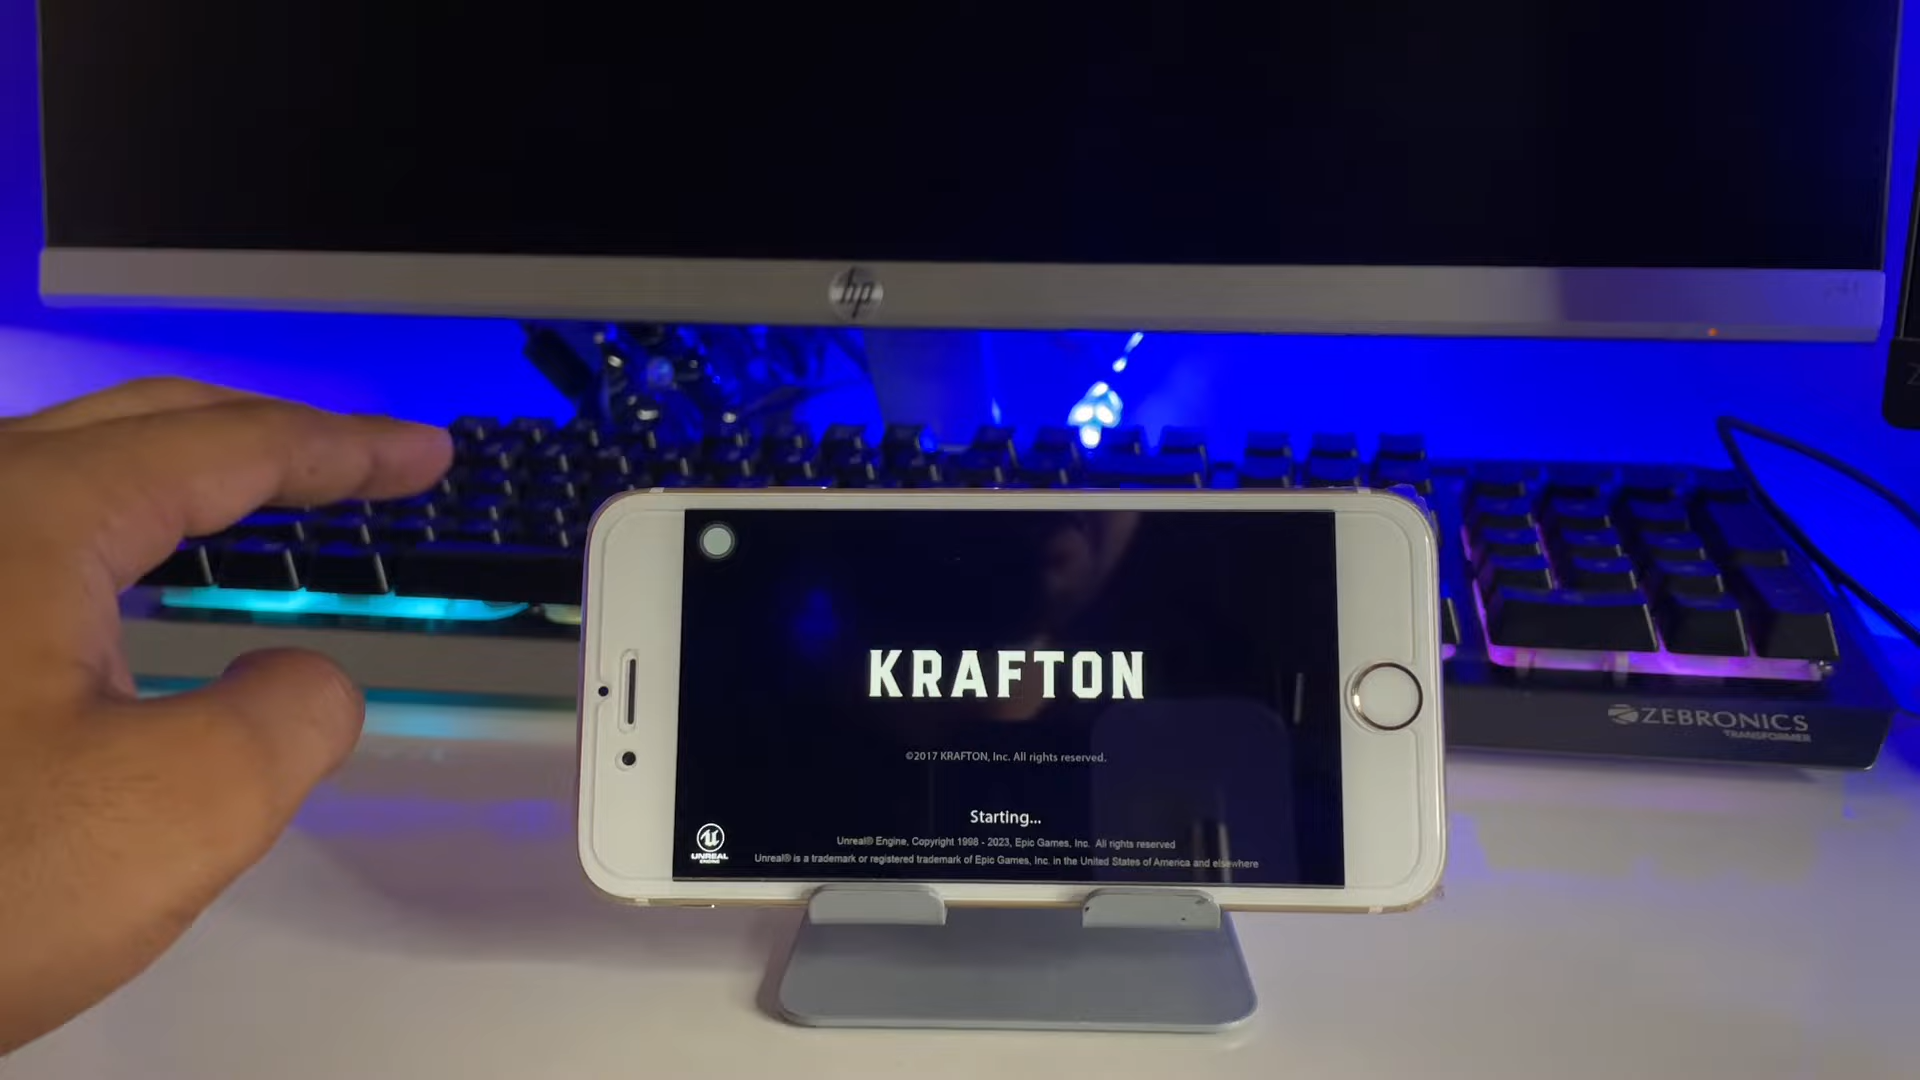 hp
KRAFTON
©2017 KRAFTON, Inc. All rights reserved.
Starting...
Unreal® Engine, Copyright 1998 - 2023, Epic Games, Inc. All rights reserved
Unreal® is a trademark or registered trademark of Epic Games, Inc. in the United States of America and elsewhere
UNREAL
ENGINE
ZEBRONICS
TRANSFORMER